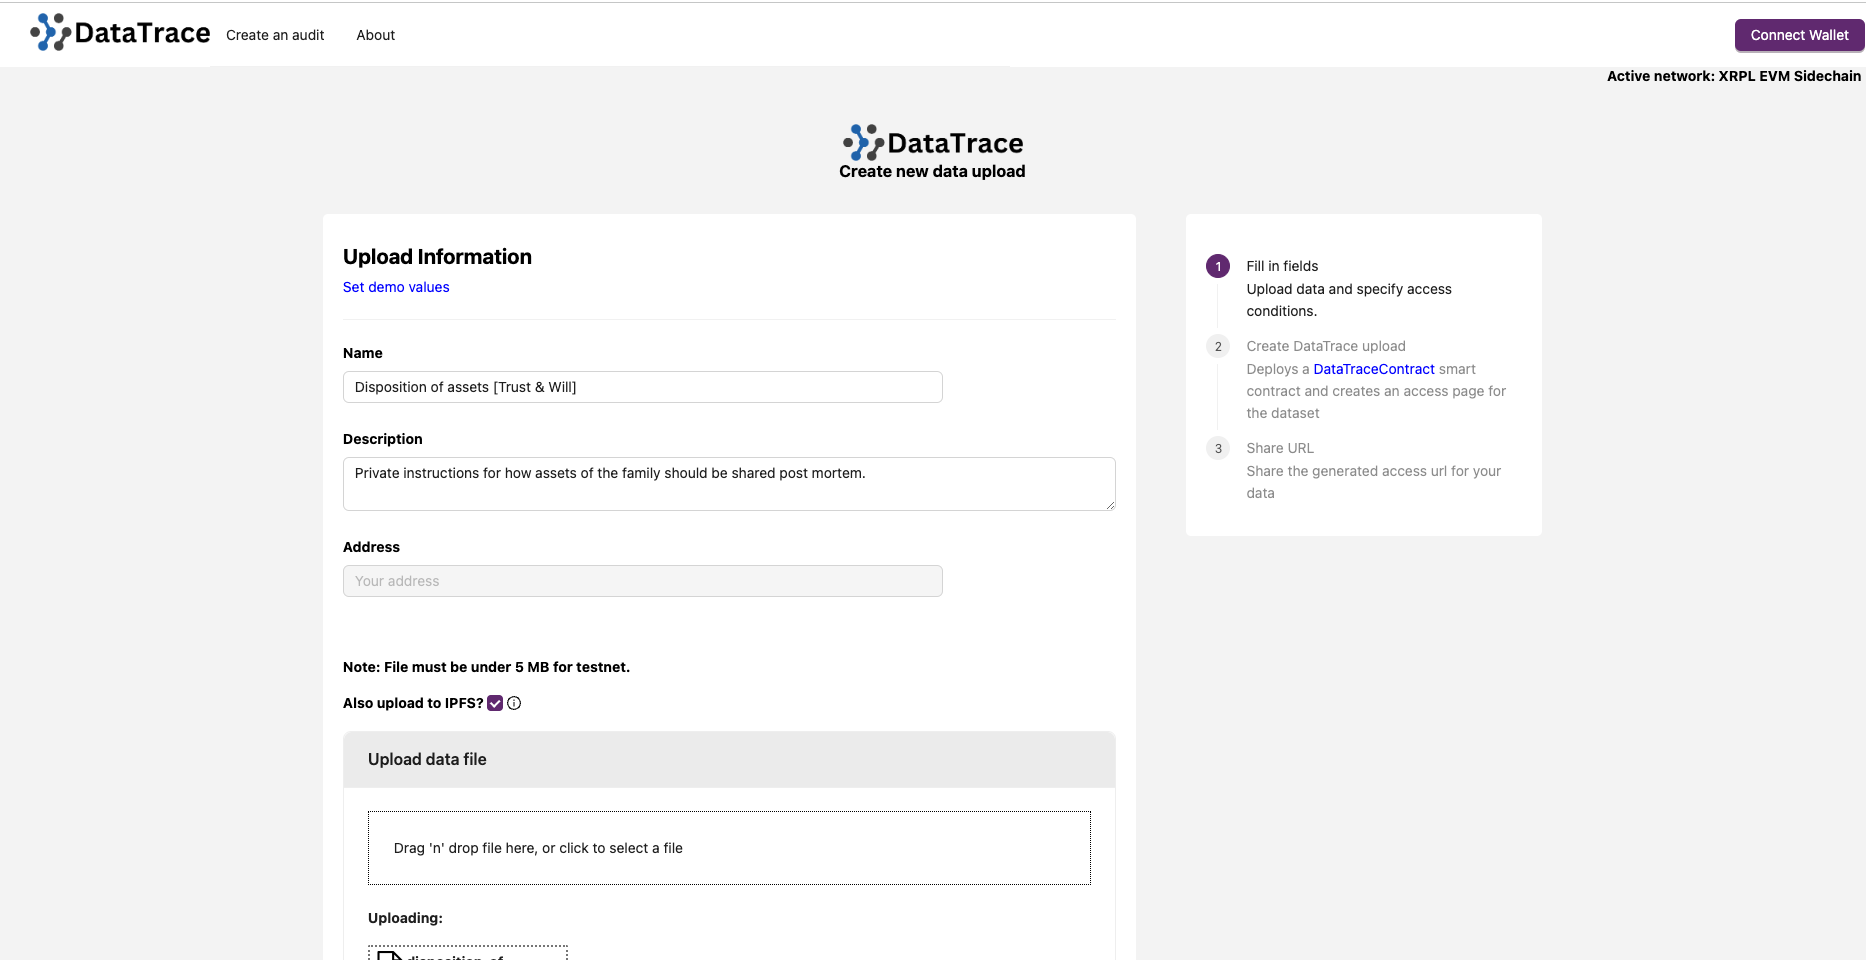 DataTrace
Create an audit
About
Connect Wallet
Active network: XRPL EVM Sidechain
DataTrace
Create new data upload
Upload Information
Set demo values
Name
Disposition of assets [Trust & Will]
Description
Private instructions for how assets of the family should be shared post mortem.
Address
Your address
Note: File must be under 5 MB for testnet.
Also upload to IPFS?
Upload data file
Drag 'n' drop file here, or click to select a file
Uploading:
disposition_of
1
Fill in fields
Upload data and specify access
conditions.
2
Create DataTrace upload
Deploys a DataTraceContract smart
contract and creates an access page for
the dataset
3
Share URL
Share the generated access url for your
data